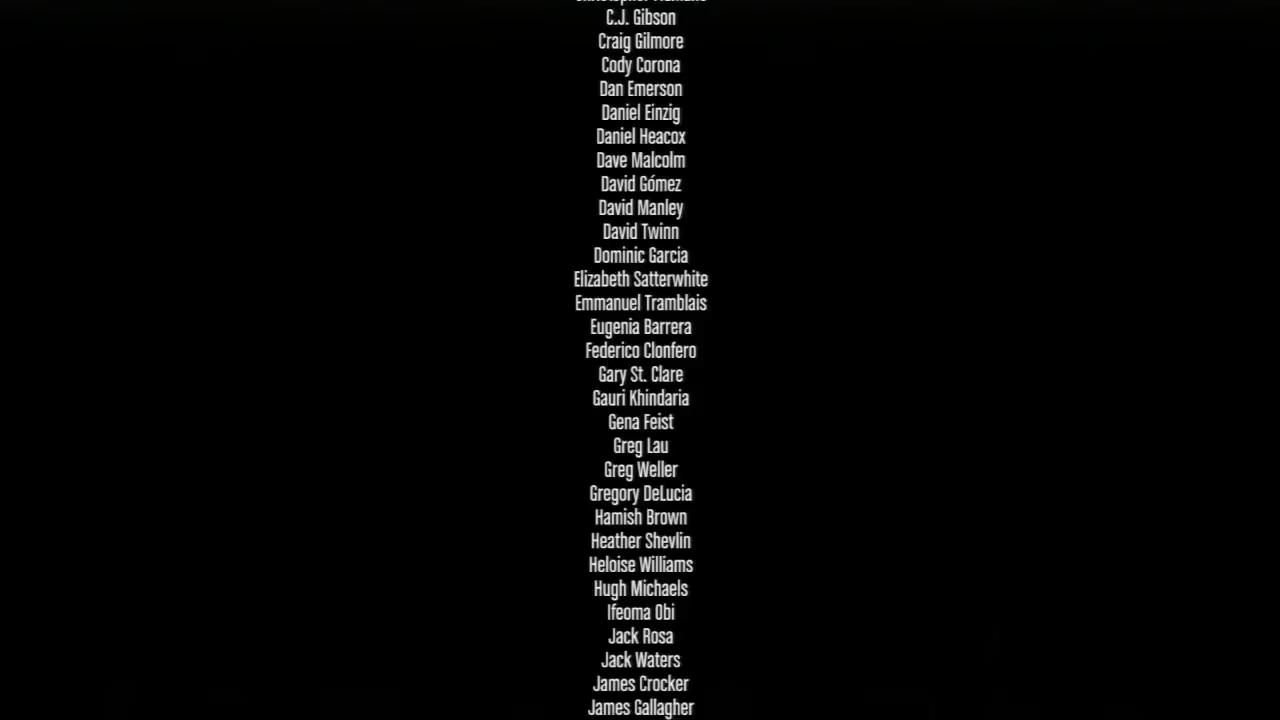 C.J. Gibson
Craig Gilmore
Cody Corona
Dan Emerson
Daniel Einzig
Daniel Heacox
Dave Malcolm
David Gómez
David Manley
David Twinn
Dominic Garcia
Elizabeth Satterwhite
Emmanuel Tramblais
Eugenia Barrera
Federico Clonfero
Gary St. Clare
Gauri Khindaria
Gena Feist
Greg Lau
Greg Weller
Gregory DeLucia
Hamish Brown
Heather Shevlin
Heloise Williams
Hugh Michaels
Ifeoma Obi
Jack Rosa
Jack Waters
James Crocker
James Gallagher